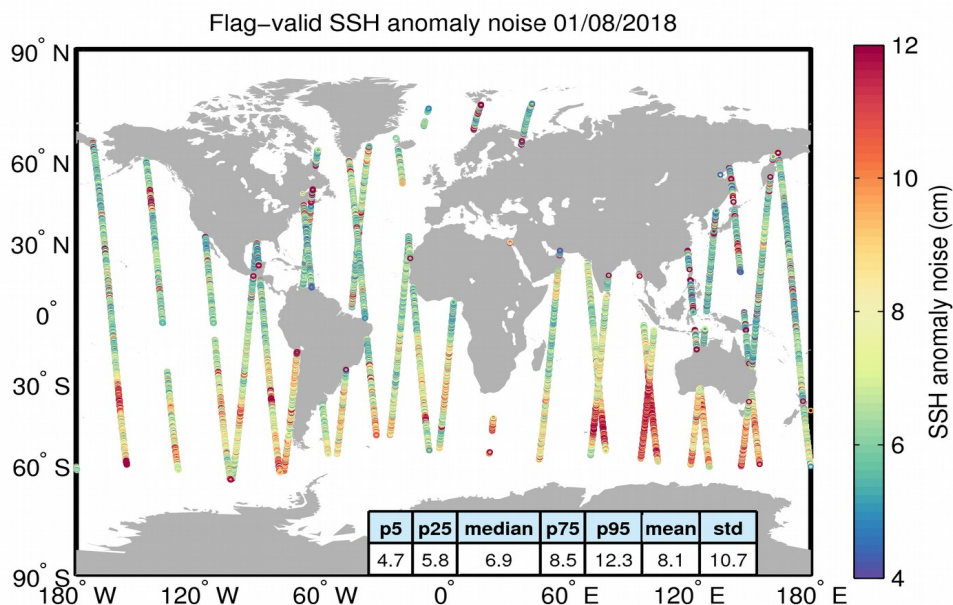 Flag−valid SSH anomaly noise 01/08/2018
90° N
60° N
30° N
0°
30° S
60° S
90° S
180° W
120° W
60° W
0°
60° E
120° E
180° E
12
10
8
6
4
SSH anomaly noise (cm)
p5 p25 median p75 p95 mean std
4.7 5.8 6.9 8.5 12.3 8.1 10.7